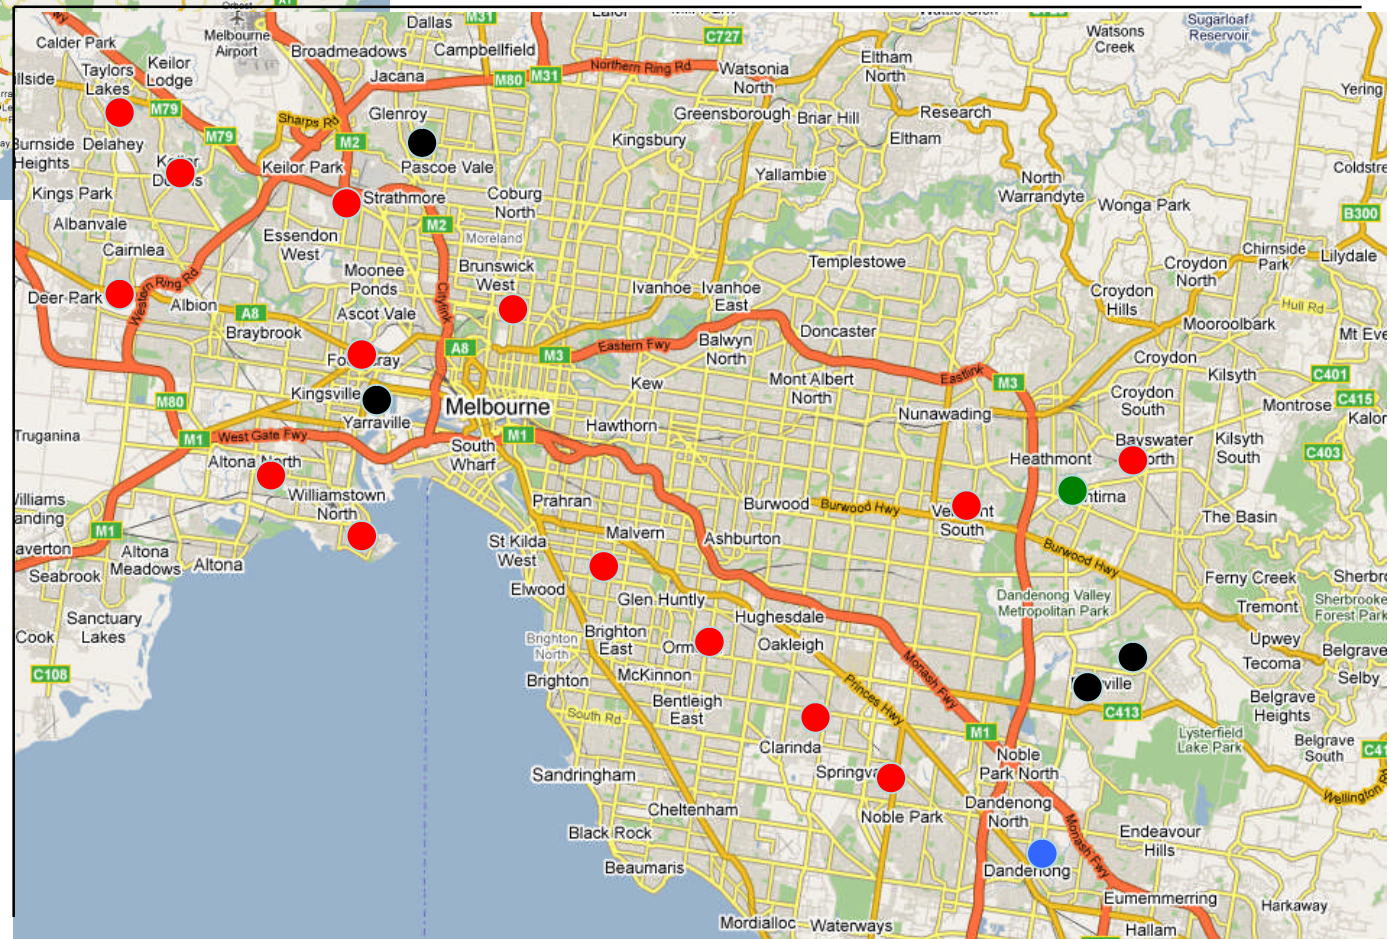 Dallas
M31
C727
Calder Park
Melbourne
Airport
Broadmeadows
Campbellfield
Eltham
North
Watsons
Creek
Sugarloaf
Reservoir
Keilor
Lodge
Taylors
Lakes
Jacana
M80
M31
Northern Ring Rd
Watsonia
North
Yering
M79
Sharps Rd
Glenroy
Greensborough
Briar Hill
Research
M79
M2
Kingsbury
Eltham
Delahey
Heights
Keilor Park
Pascoe Vale
Yallambie
North
Warrandyte
Kings Park
Strathmore
Coburg
North
Wonga Park
B300
Albanvale
M2
Moreland
Essendon
West
Cairnlea
Chirnside
Park
Lilydale
Moonee
Ponds
Brunswick
West
Templestowe
Croydon
North
Western Ring Rd
Citylink
Deer Park
Albion
Ivanhoe
Ivanhoe
East
Croydon
Hills
Hull Rd
A8
Ascot Vale
Braybrook
Doncaster
Mooroolbark
A8
M3
Eastern Fwy
Balwyn
North
Croydon
Kilsyth
C401
Eastlink
M3
Kew
Mont Albert
North
Croydon
South
Montrose
C415
M80
Kingsville
Yarraville
Melbourne
Nunawading
Hawthorn
M1
West Gate Fwy
M1
South
Wharf
Truganina
Heathmont
Bayswater
Kilsyth
South
C403
Altona North
Williamstown
North
Prahran
Burwood
Burwood Hwy
South
The Basin
M1
Malvern
Ashburton
St Kilda
West
Altona
Meadows
Altona
Seabrook
Burwood Hwy
Elwood
Glen Huntly
Ferny Creek
Dandenong Valley
Metropolitan Park
Tremont
Sherbrooke
Forest Park
Sanctuary
Lakes
Hughesdale
Brighton
North
Brighton
East
Oakleigh
Upwey
Tecoma
Belgrave
Selby
C108
McKinnon
Brighton
Monash Fwy
Princes Hwy
Bentleigh
East
South Rd
C413
Belgrave
Heights
M1
Clarinda
Lysterfield
Lake Park
Belgrave
South
Sandringham
Noble
Park North
Wellington Rd
Cheltenham
Noble Park
Dandenong
North
Black Rock
Monash Fwy
Endeavour
Hills
Beaumaris
Dandenong
Eumemmerring
Harkaway
Mordialloc
Waterways
Hallam